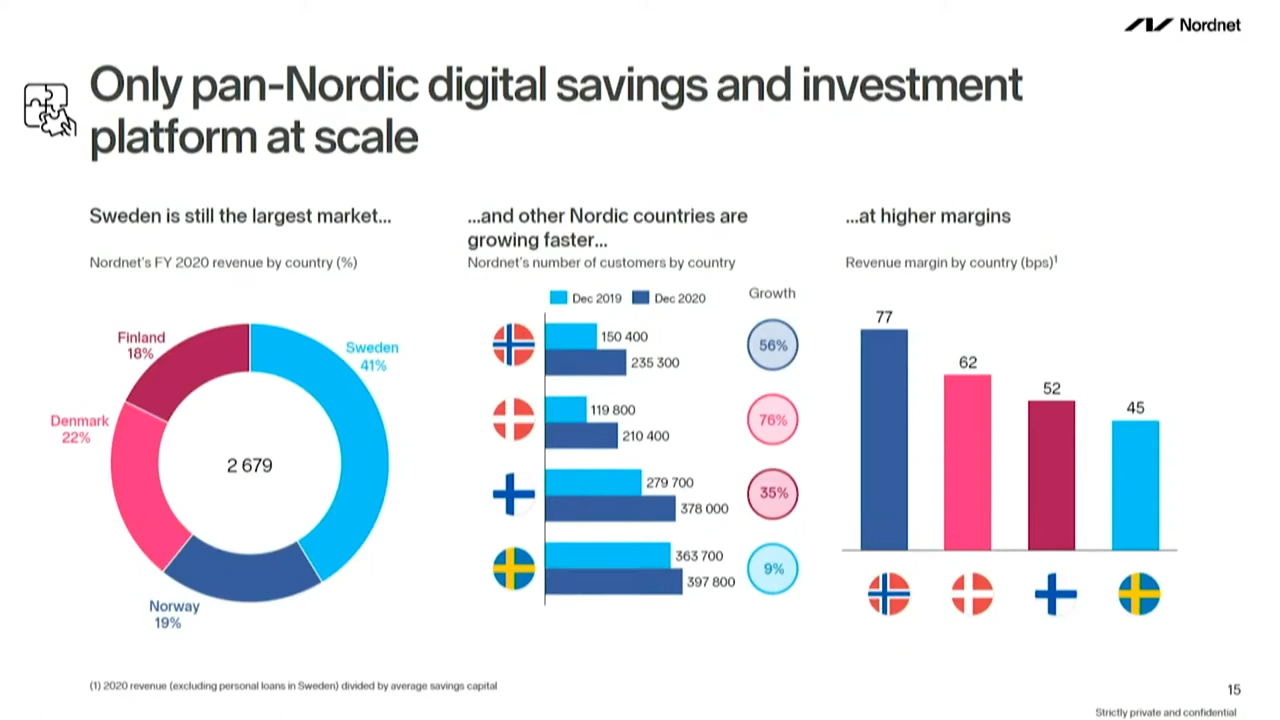 Nordnet
Only pan-Nordic digital savings and investment
platform at scale
Sweden is still the largest market...
Nordnet's FY 2020 revenue by country (%)
Finland
18%
Sweden
41%
Denmark
22%
2 679
Norway
19%
...and other Nordic countries are
growing faster...
Nordnet's number of customers by country
Dec 2019 Dec 2020 Growth
150 400
235 300
56%
119 800
210 400
76%
279 700
378 000
35%
363 700
397 800
9%
...at higher margins
Revenue margin by country (bps)¹
77
62
52
45
(1) 2020 revenue (excluding personal loans in Sweden) divided by average savings capital
15
Strictly private and confidential